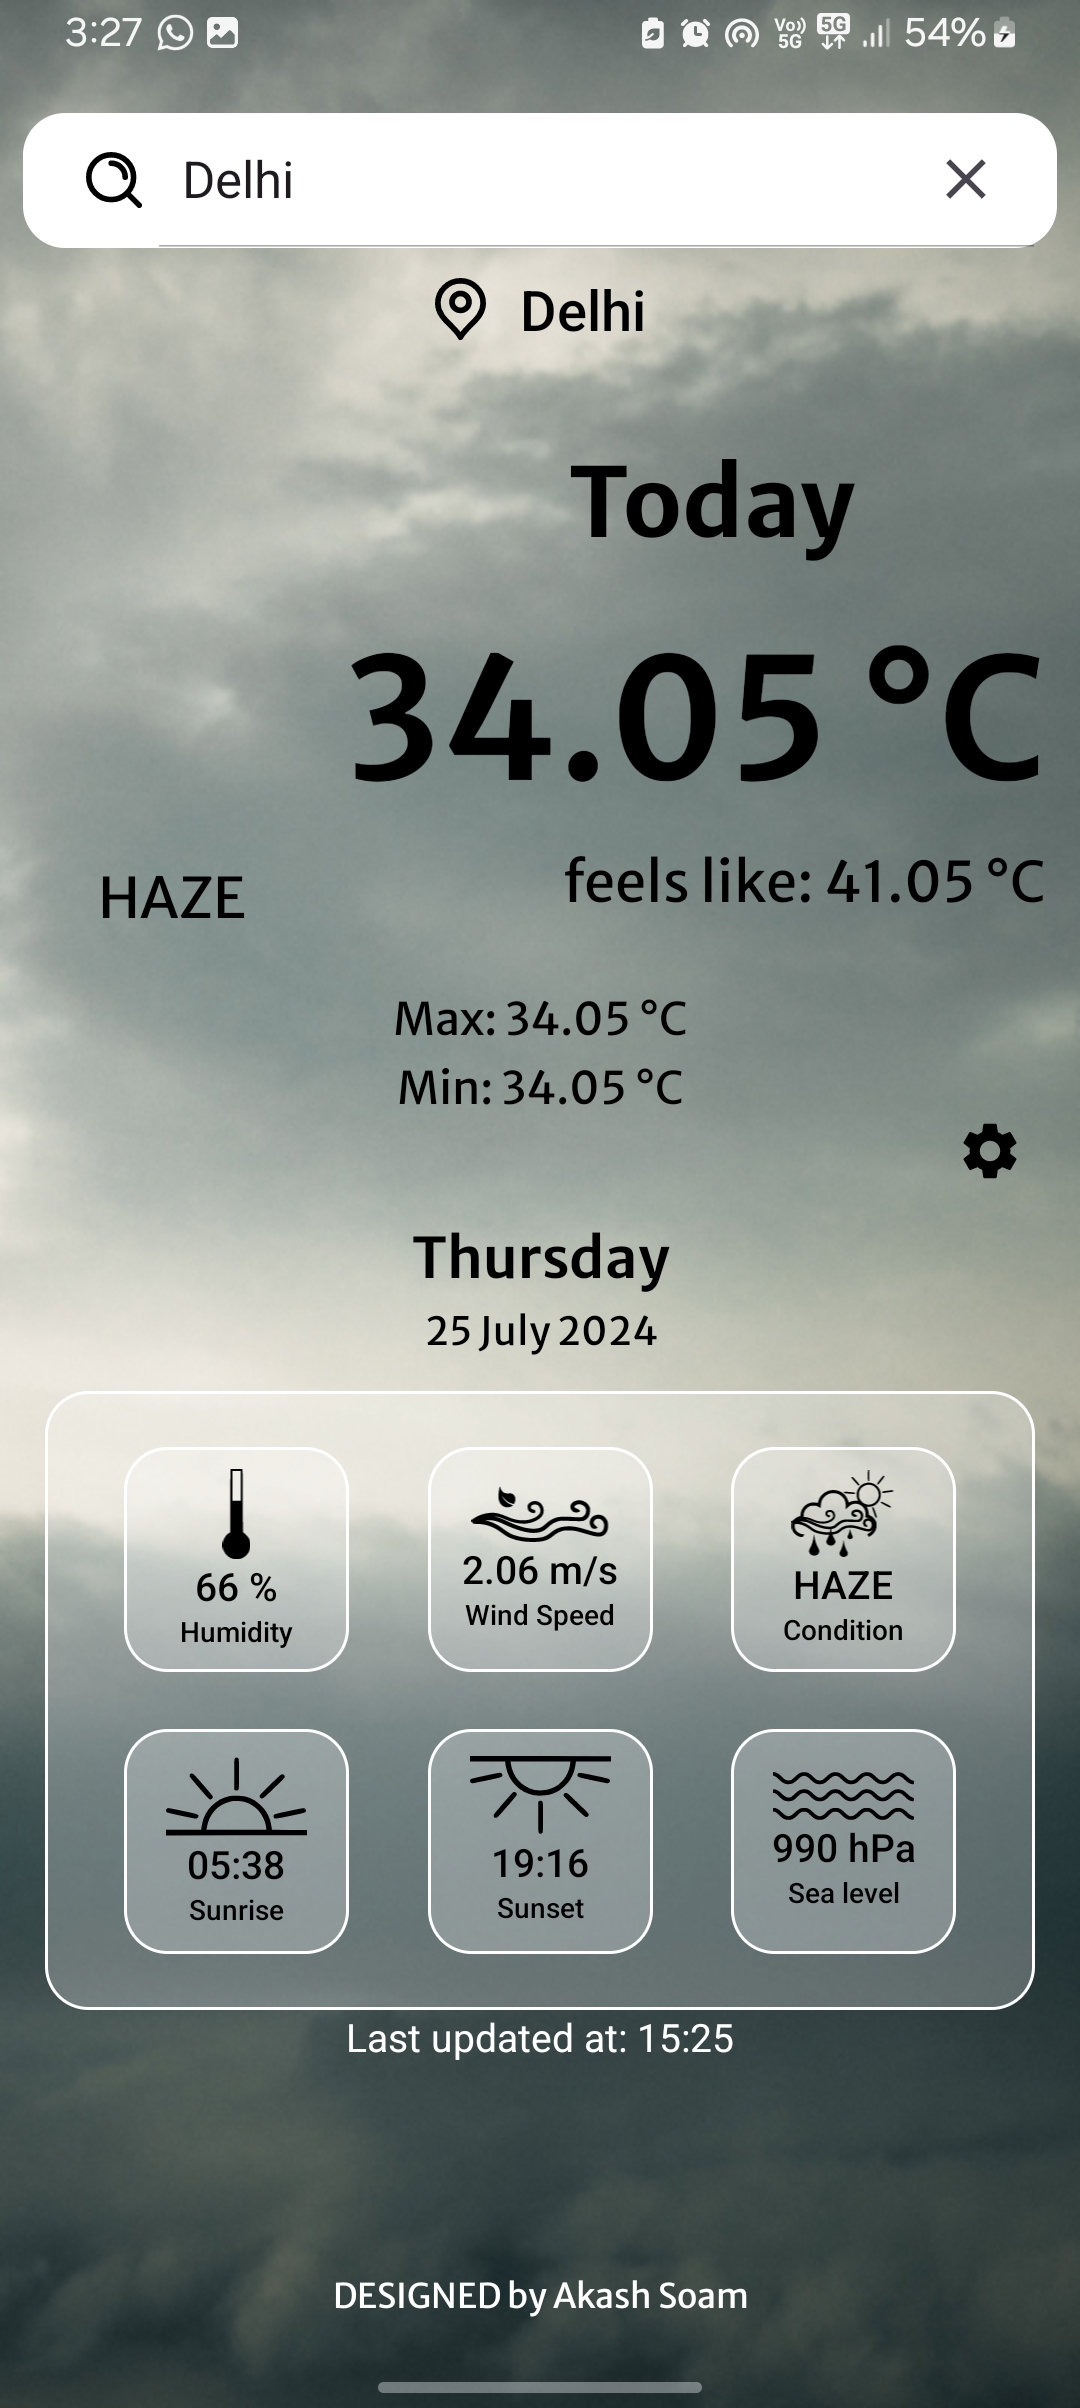 3:27 Vo)) 5G 5G 54%
Delhi
Delhi
Today
34.05 °C
HAZE
feels like: 41.05 °C
Max: 34.05 °C
Min: 34.05 °C
Thursday
25 July 2024
66 %
Humidity
2.06 m/s
Wind Speed
HAZE
Condition
05:38
Sunrise
19:16
Sunset
990 hPa
Sea level
Last updated at: 15:25
DESIGNED by Akash Soam